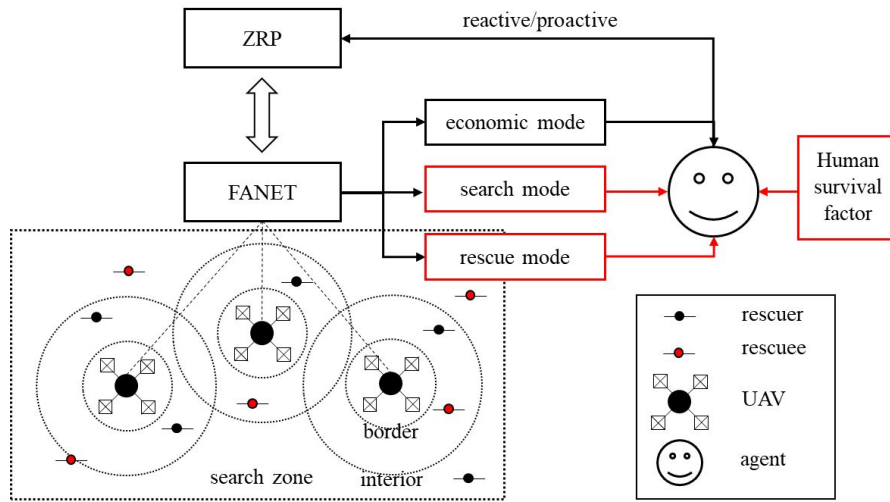 reactive/proactive
ZRP
economic mode
Human
survival
factor
FANET
search mode
rescue mode
rescuer
rescuee
UAV
border
agent
search zone
interior